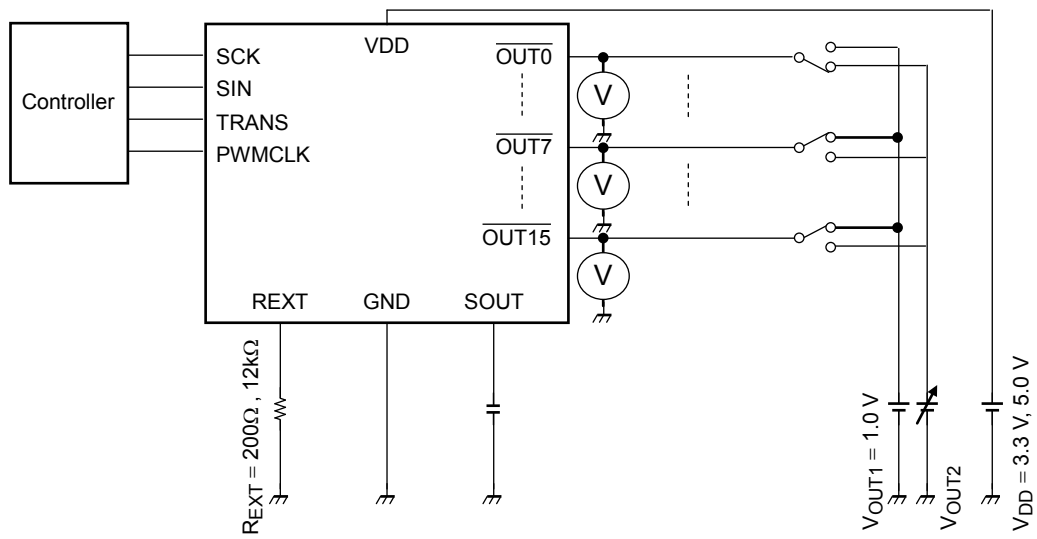 Controller
SCK
SIN
TRANS
PWMCLK
VDD
OUT0
OUT7
OUT15
V
V
V
REXT
GND
SOUT
REXT = 200Ω , 12kΩ
VOUT1 = 1.0 V
VOUT2
VDD = 3.3 V, 5.0 V